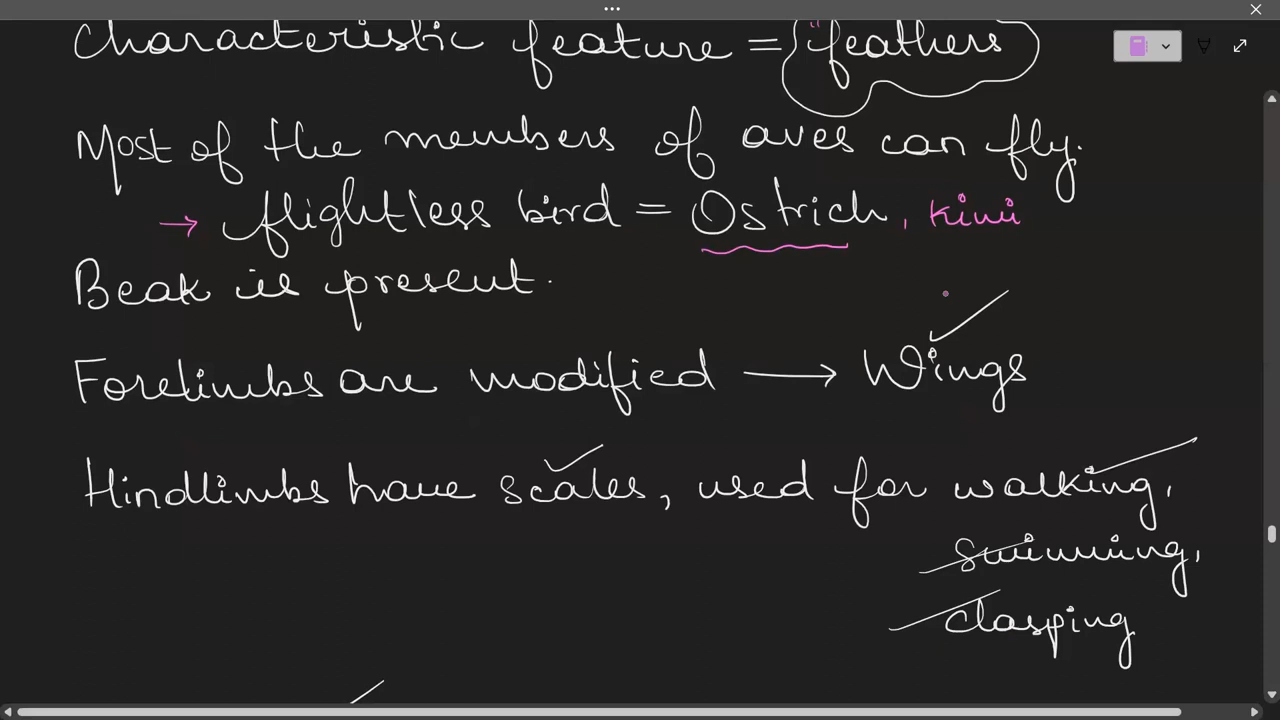 Characteristic feature = "feathers
Most of the members of aves can fly.
→ flightless bird = Ostrich, kiwi
Beak is present.
Forelimbs are modified → Wings
Hindlimbs have scales, used for walking,
swimming,
clasping